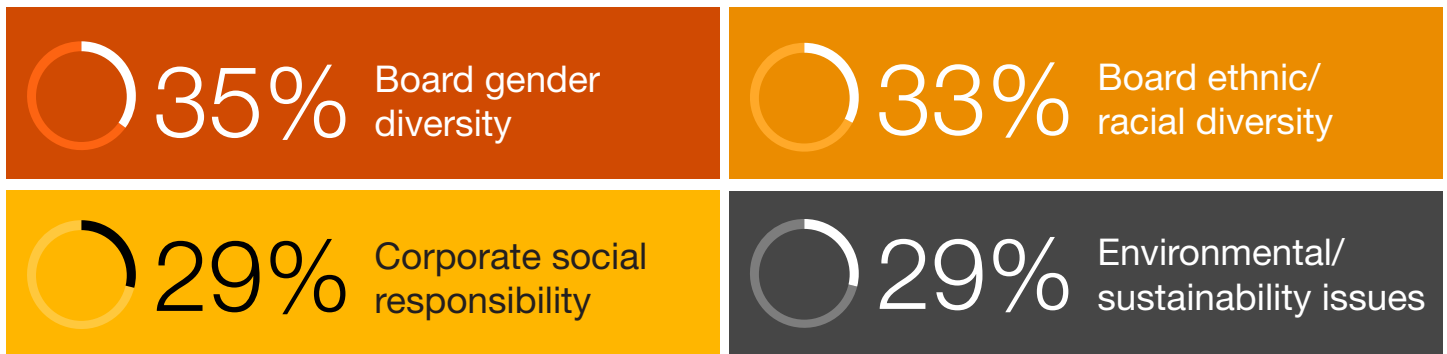 35%
Board gender
diversity
33%
Board ethnic/
racial diversity
29%
Corporate social
responsibility
29%
Environmental/
sustainability issues